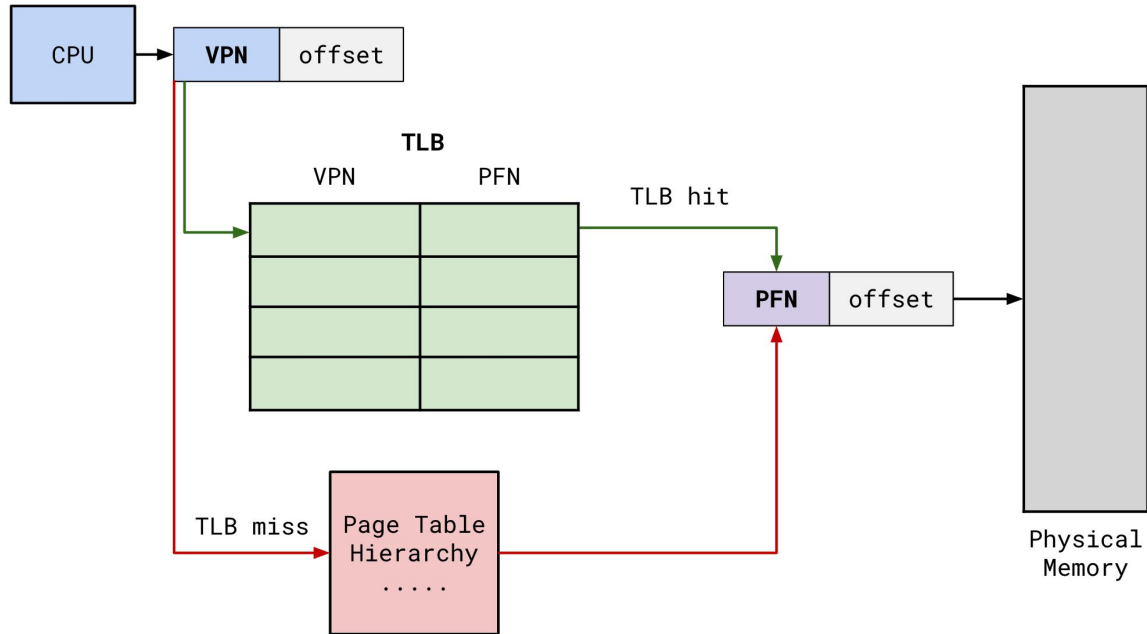 CPU
VPN offset
TLB
VPN PFN
TLB hit
PFN offset
TLB miss
Page Table
Hierarchy
.....
Physical
Memory